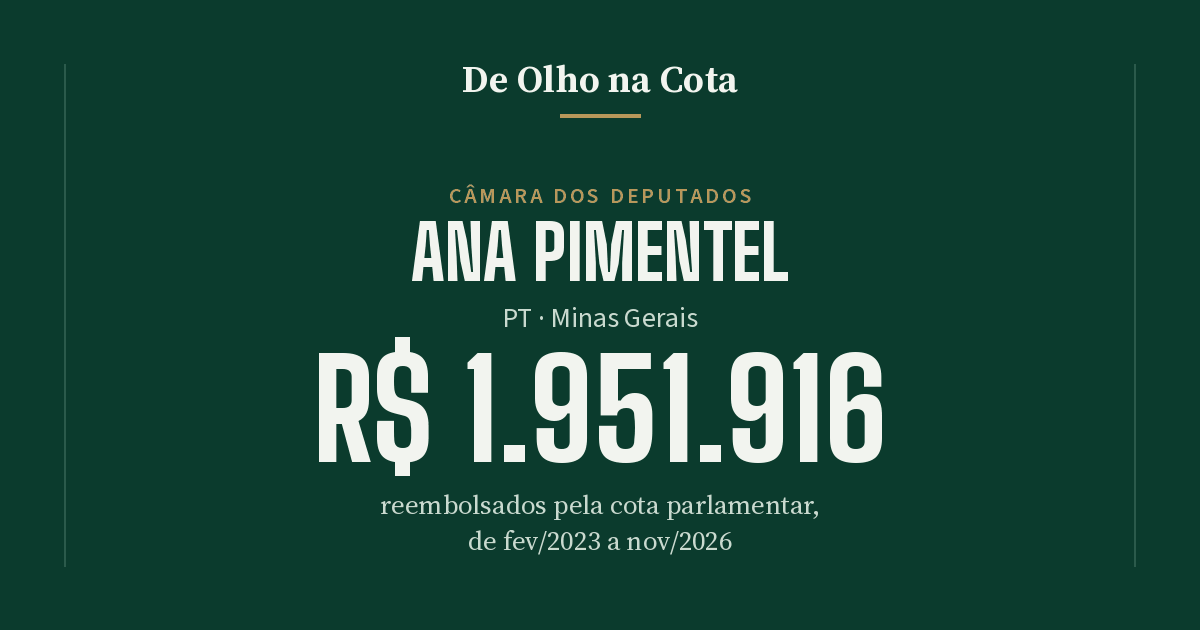 De Olho na Cota
CÂMARA DOS DEPUTADOS
ANA PIMENTEL
PT · Minas Gerais
R$ 1.951.916
reembolsados pela cota parlamentar,
de fev/2023 a nov/2026